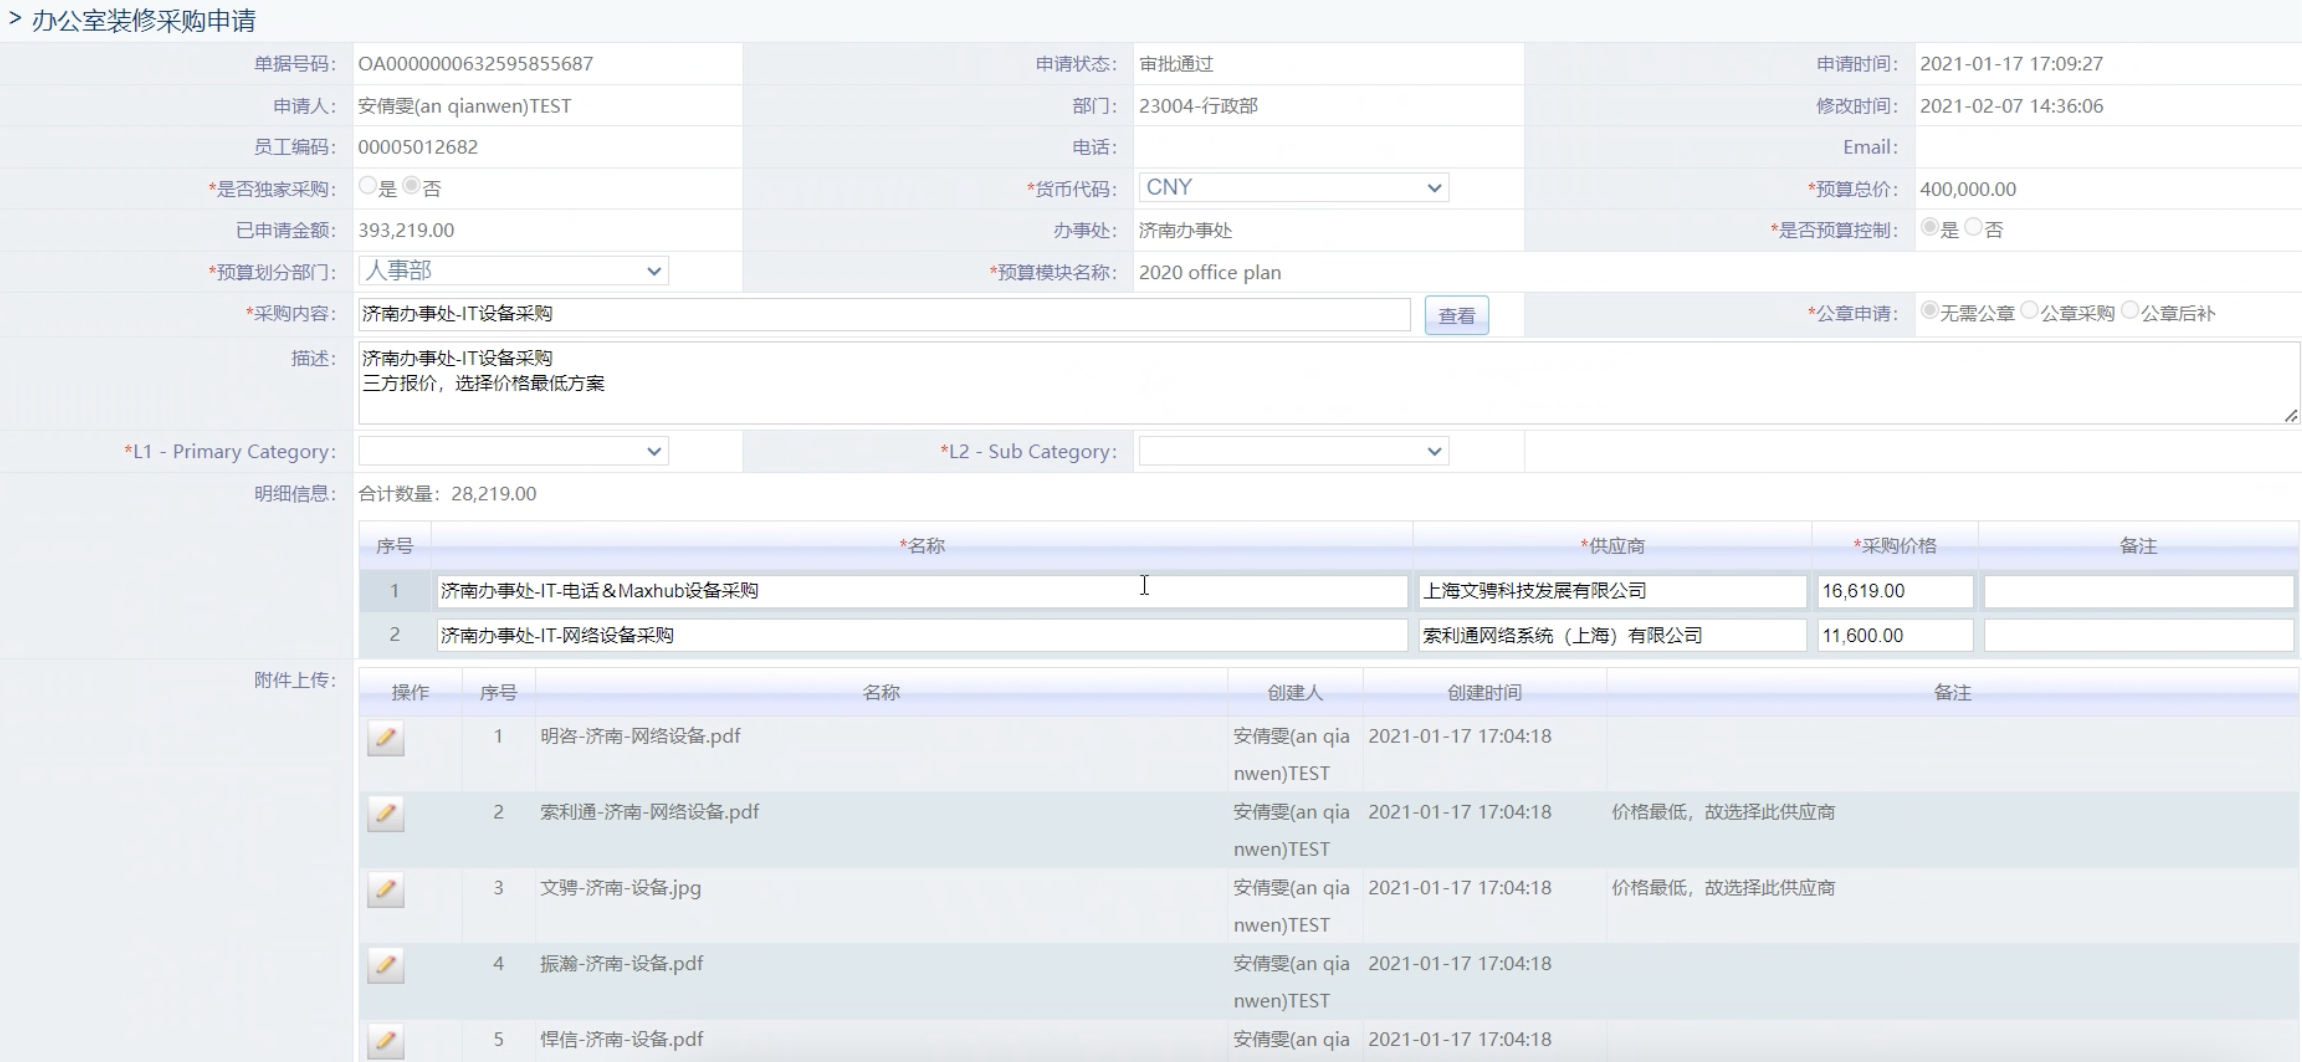 > 办公室装修采购申请
单据号码: OA0000000632595855687 申请状态: 审批通过 申请时间: 2021-01-17 17:09:27
申请人: 安倩雯(an qianwen)TEST 部门: 23004-行政部 修改时间: 2021-02-07 14:36:06
员工编码: 00005012682 电话: Email:
*是否独家采购: 是 否 *货币代码: CNY *预算总价: 400,000.00
已申请金额: 393,219.00 办事处: 济南办事处 *是否预算控制: 是 否
*预算划分部门: 人事部 *预算模块名称: 2020 office plan
*采购内容: 济南办事处-IT设备采购 查看 *公章申请: 无需公章 公章采购 公章后补
描述: 济南办事处-IT设备采购
三方报价，选择价格最低方案
*L1 - Primary Category: *L2 - Sub Category:
明细信息: 合计数量: 28,219.00
序号 *名称 *供应商 *采购价格 备注
1 济南办事处-IT-电话＆Maxhub设备采购 上海文骋科技发展有限公司 16,619.00
2 济南办事处-IT-网络设备采购 索利通网络系统（上海）有限公司 11,600.00
附件上传: 操作 序号 名称 创建人 创建时间 备注
1 明咨-济南-网络设备.pdf 安倩雯(an qia 2021-01-17 17:04:18
nwen)TEST
2 索利通-济南-网络设备.pdf 安倩雯(an qia 2021-01-17 17:04:18 价格最低，故选择此供应商
nwen)TEST
3 文骋-济南-设备.jpg 安倩雯(an qia 2021-01-17 17:04:18 价格最低，故选择此供应商
nwen)TEST
4 振瀚-济南-设备.pdf 安倩雯(an qia 2021-01-17 17:04:18
nwen)TEST
5 悍信-济南-设备.pdf 安倩雯(an qia 2021-01-17 17:04:18